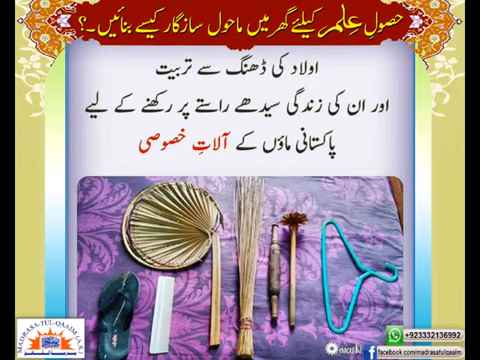 حصولِ علم کیلئے گھر میں ماحول سازگار کیسے بنائیں۔؟
اولاد کی ڈھنگ سے تربیت
اور ان کی زندگی سیدھے راستے پر رکھنے کے لیے
پاکستانی ماؤں کے آلاتِ خصوصی
MADRASA-TUL-QAAIM (A.S)
+923332136992
facebook.com/madrasatulqaaim